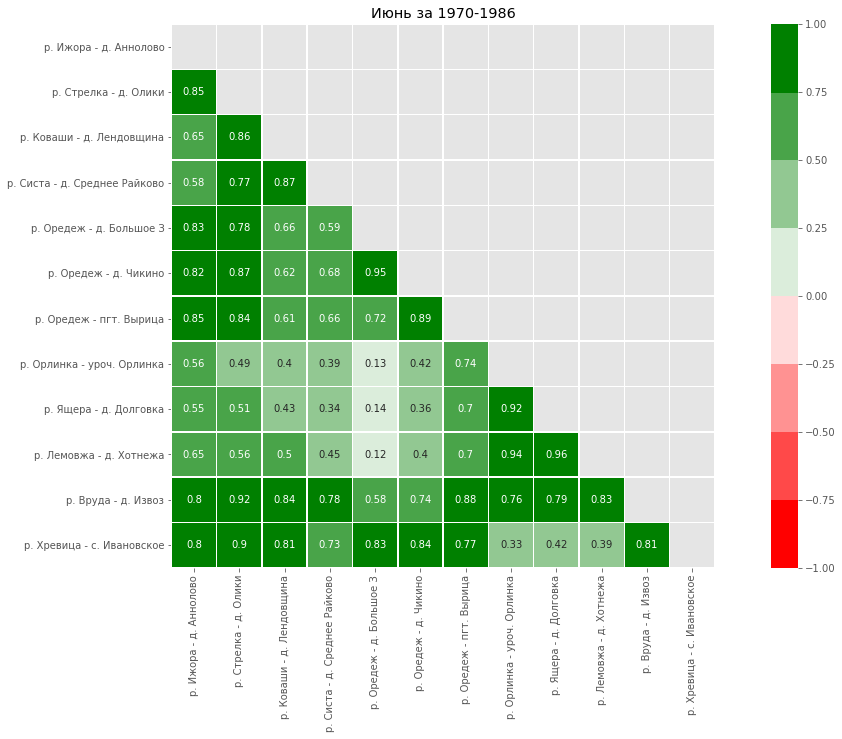 Июнь за 1970-1986
р. Ижора - д. Аннолово
р. Стрелка - д. Олики
0.85
р. Коваши - д. Лендовщина
0.65 0.86
р. Систа - д. Среднее Райково
0.58 0.77 0.87
р. Оредеж - д. Большое З
0.83 0.78 0.66 0.59
р. Оредеж - д. Чикино
0.82 0.87 0.62 0.68 0.95
р. Оредеж - пгт. Вырица
0.85 0.84 0.61 0.66 0.72 0.89
р. Орлинка - уроч. Орлинка
0.56 0.49 0.4 0.39 0.13 0.42 0.74
р. Ящера - д. Долговка
0.55 0.51 0.43 0.34 0.14 0.36 0.7 0.92
р. Лемовжа - д. Хотнежа
0.65 0.56 0.5 0.45 0.12 0.4 0.7 0.94 0.96
р. Вруда - д. Извоз
0.8 0.92 0.84 0.78 0.58 0.74 0.88 0.76 0.79 0.83
р. Хревица - с. Ивановское
0.8 0.9 0.81 0.73 0.83 0.84 0.77 0.33 0.42 0.39 0.81
р. Ижора - д. Аннолово
р. Стрелка - д. Олики
р. Коваши - д. Лендовщина
р. Систа - д. Среднее Райково
р. Оредеж - д. Большое З
р. Оредеж - д. Чикино
р. Оредеж - пгт. Вырица
р. Орлинка - уроч. Орлинка
р. Ящера - д. Долговка
р. Лемовжа - д. Хотнежа
р. Вруда - д. Извоз
р. Хревица - с. Ивановское
1.00
0.75
0.50
0.25
0.00
−0.25
−0.50
−0.75
−1.00